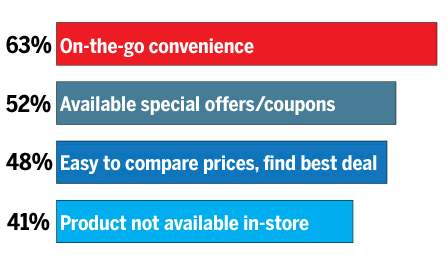 63% On-the-go convenience
52% Available special offers/coupons
48% Easy to compare prices, find best deal
41% Product not available in-store